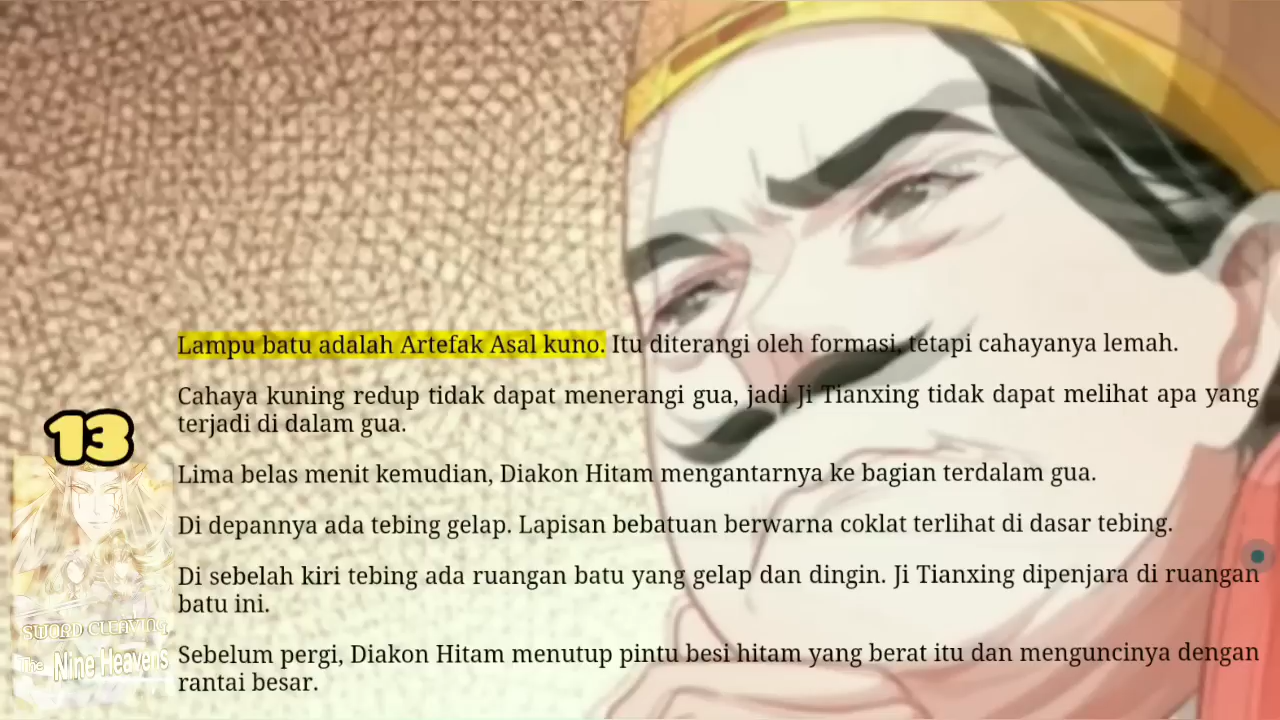 Lampu batu adalah Artefak Asal kuno. Itu diterangi oleh formasi, tetapi cahayanya lemah.
Cahaya kuning redup tidak dapat menerangi gua, jadi Ji Tianxing tidak dapat melihat apa yang
terjadi di dalam gua.
Lima belas menit kemudian, Diakon Hitam mengantarnya ke bagian terdalam gua.
Di depannya ada tebing gelap. Lapisan bebatuan berwarna coklat terlihat di dasar tebing.
Di sebelah kiri tebing ada ruangan batu yang gelap dan dingin. Ji Tianxing dipenjara di ruangan
batu ini.
Sebelum pergi, Diakon Hitam menutup pintu besi hitam yang berat itu dan menguncinya dengan
rantai besar.
13
SWORD CLEAVING
The Nine Heavens